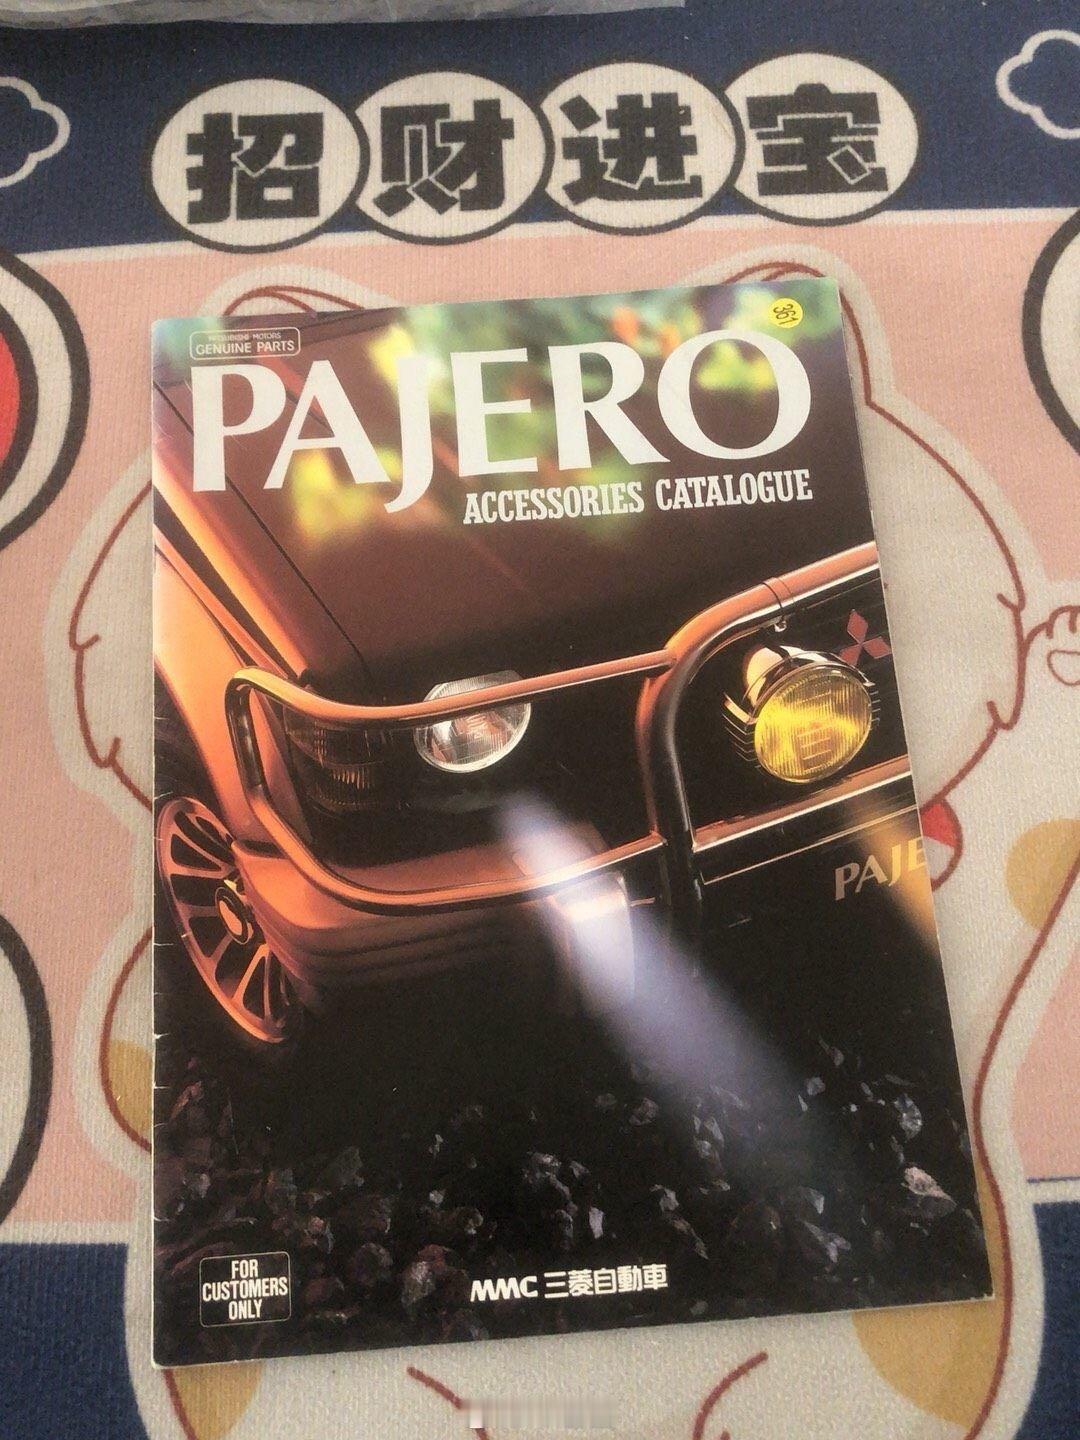 招财进宝
361
MITSUBISHI MOTORS
GENUINE PARTS
PAJERO
ACCESSORIES CATALOGUE
PAJE
FOR
CUSTOMERS
ONLY
MMC 三菱自動車